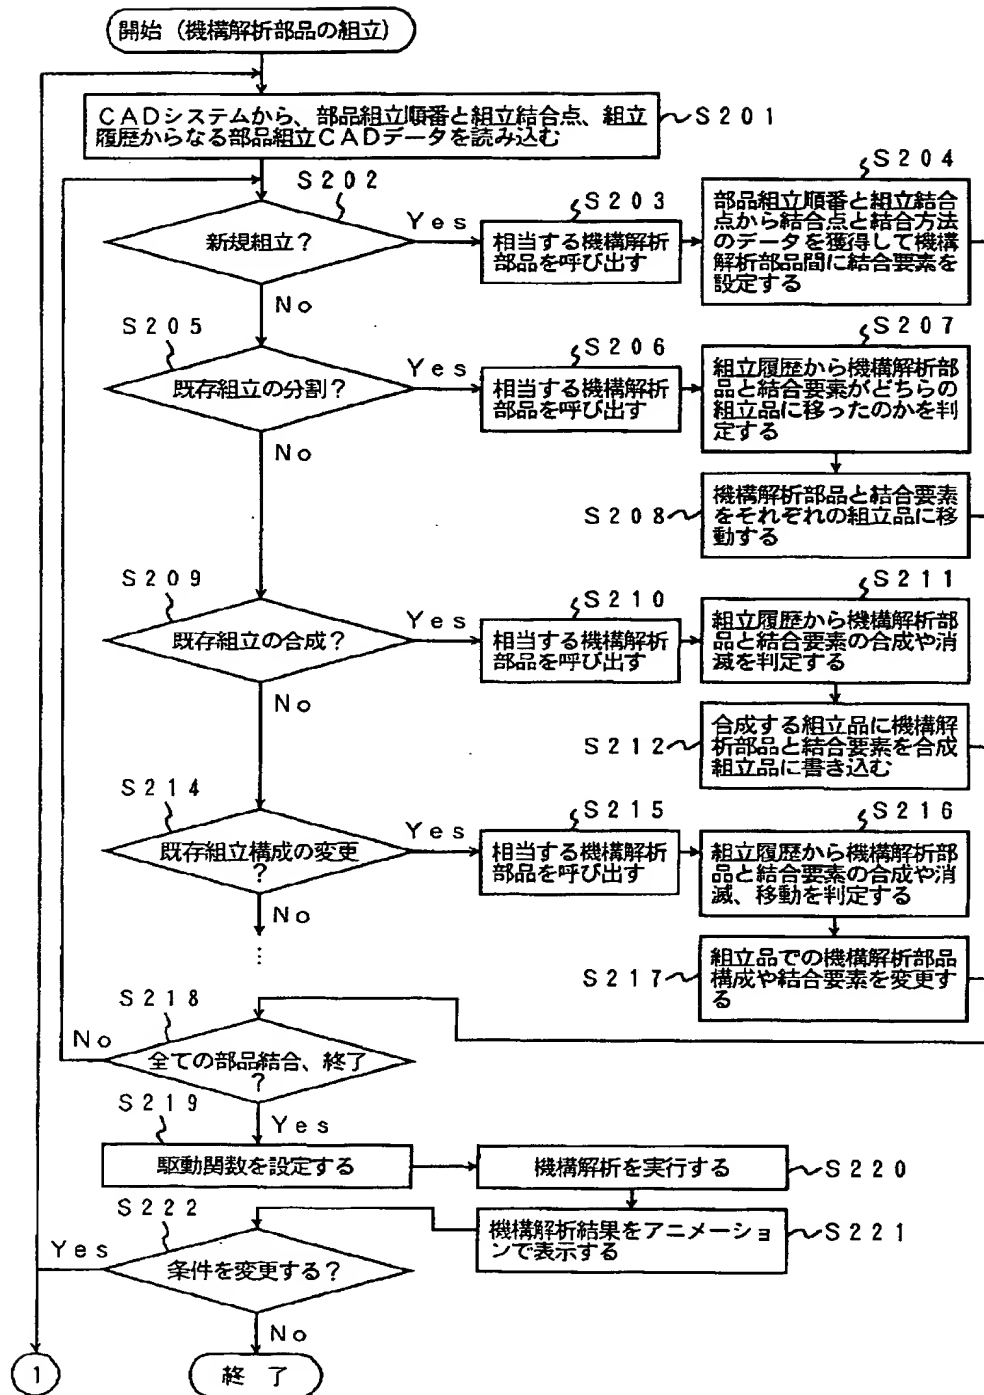 開始(機構解析部品の組立)
CADシステムから、部品組立順番と組立結合点、組立
履歴からなる部品組立CADデータを読み込む
S201
S202
新規組立?
Yes
No
S203
相当する機構解析
部品を呼び出す
S204
部品組立順番と組立結合
点から結合点と結合方法
のデータを獲得して機構
解析部品間に結合要素を
設定する
S205
既存組立の分割?
Yes
No
S206
相当する機構解析
部品を呼び出す
S207
組立履歴から機構解析部
品と結合要素がどちらの
組立品に移ったのかを判
定する
S208
機構解析部品と結合要素
をそれぞれの組立品に移
動する
S209
既存組立の合成?
Yes
No
S210
相当する機構解析
部品を呼び出す
S211
組立履歴から機構解析部
品と結合要素の合成や消
滅を判定する
S212
合成する組立品に機構解
析部品と結合要素を合成
組立品に書き込む
S214
既存組立構成の変更
?
Yes
No
⋮
S215
相当する機構解析
部品を呼び出す
S216
組立履歴から機構解析部
品と結合要素の合成や消
滅、移動を判定する
S217
組立品での機構解析部品
構成や結合要素を変更す
る
S218
全ての部品結合、終了
?
No
Yes
S219
駆動関数を設定する
機構解析を実行する
S220
機構解析結果をアニメーショ
ンで表示する
S221
S222
条件を変更する?
Yes
No
1
終了